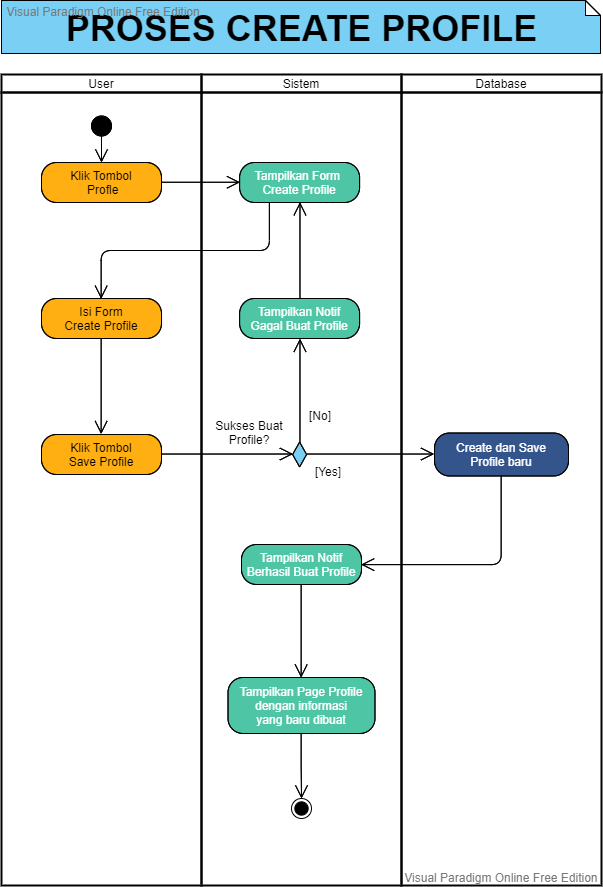 Visual Paradigm Online Free Edition
PROSES CREATE PROFILE
User
Sistem
Database
Klik Tombol
Profle
Tampilkan Form
Create Profile
Isi Form
Create Profile
Tampilkan Notif
Gagal Buat Profile
[No]
Klik Tombol
Save Profile
Sukses Buat
Profile?
[Yes]
Create dan Save
Profile baru
Tampilkan Notif
Berhasil Buat Profile
Tampilkan Page Profile
dengan informasi
yang baru dibuat
Visual Paradigm Online Free Edition